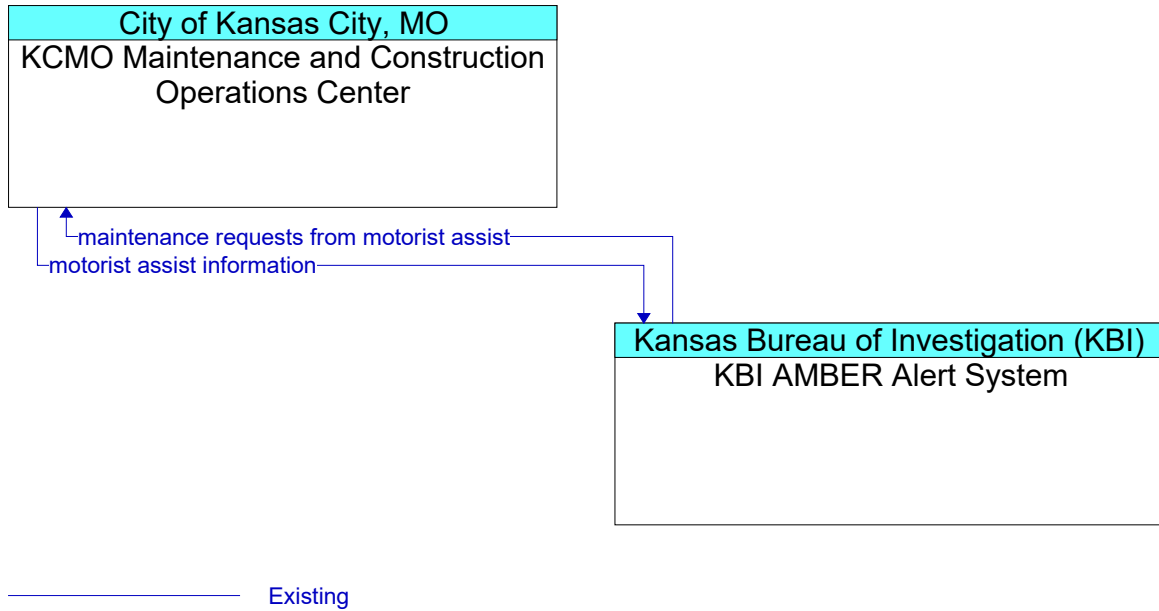 City of Kansas City, MO
KCMO Maintenance and Construction
Operations Center
maintenance requests from motorist assist
motorist assist information
Kansas Bureau of Investigation (KBI)
KBI AMBER Alert System
Existing